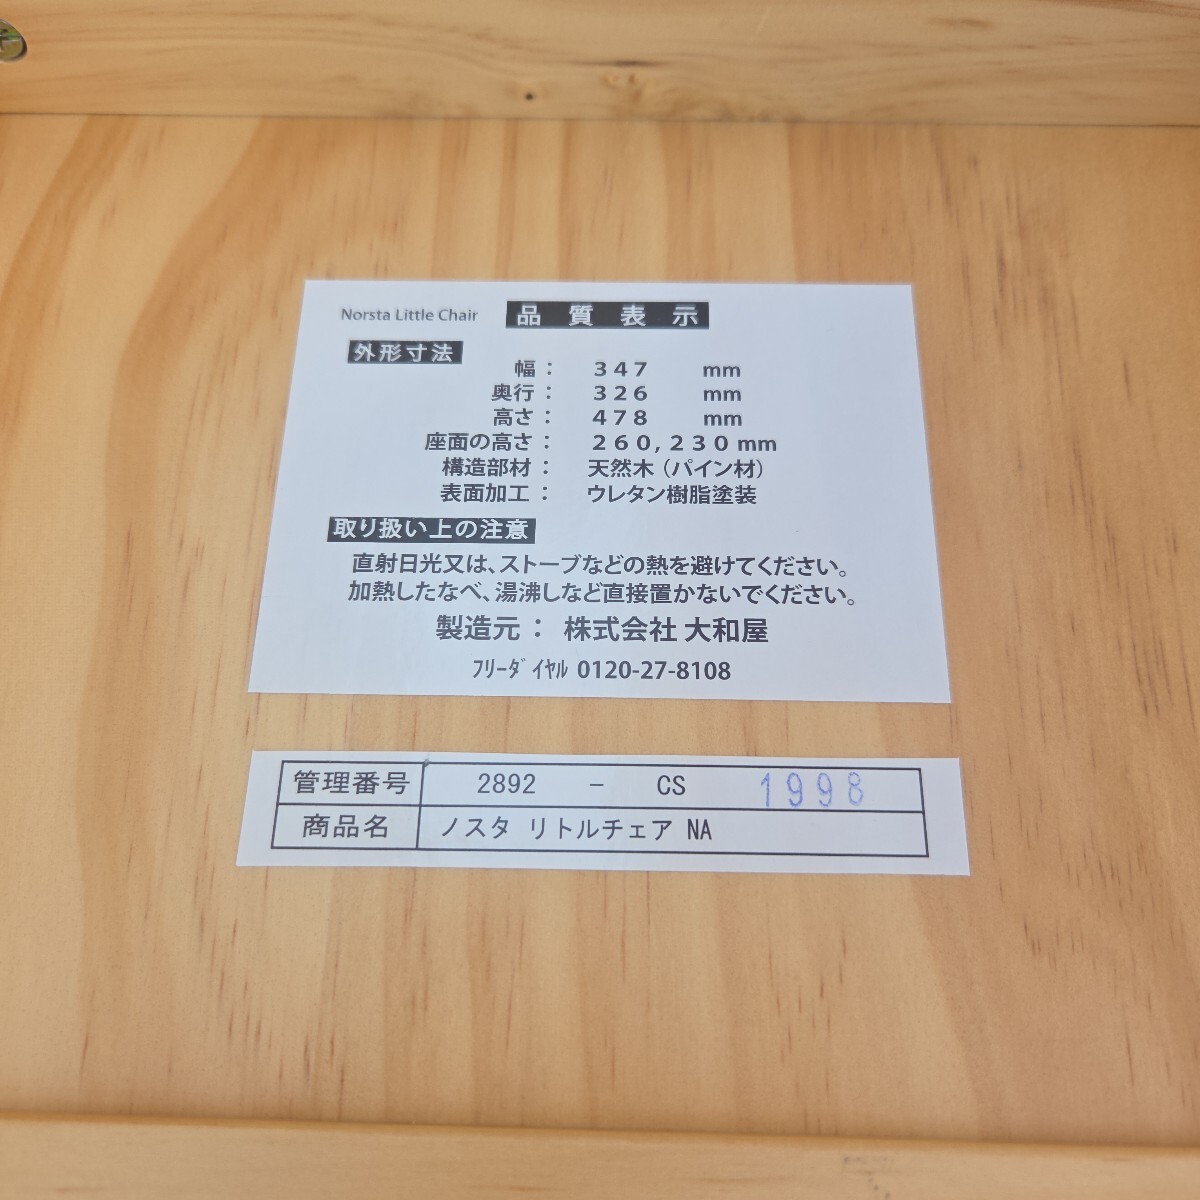 Norsta Little Chair 品質表示
外形寸法
幅： 347 mm
奥行： 326 mm
高さ： 478 mm
座面の高さ： 260,230 mm
構造部材： 天然木（パイン材）
表面加工： ウレタン樹脂塗装
取り扱い上の注意
直射日光又は、ストーブなどの熱を避けてください。
加熱したなべ、湯沸しなど直接置かないでください。
製造元： 株式会社 大和屋
ﾌﾘｰﾀﾞｲﾔﾙ 0120-27-8108
管理番号 2892 － CS 1998
商品名 ノスタ リトルチェア NA